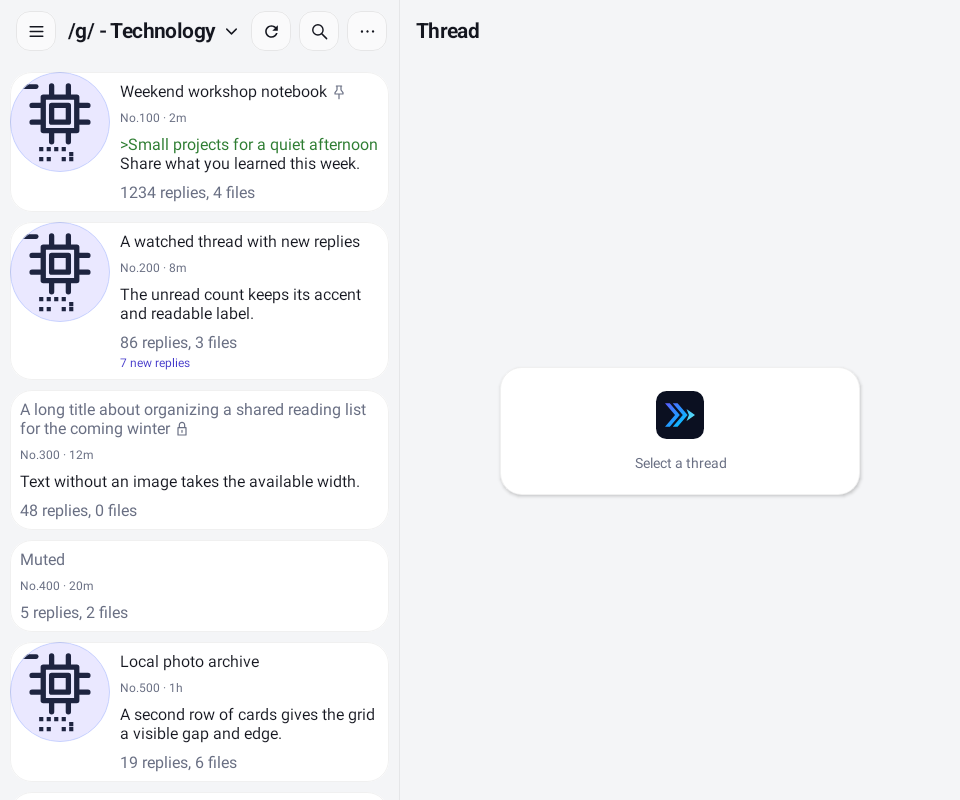 /g/ - Technology
Thread
Weekend workshop notebook
No.100 · 2m
>Small projects for a quiet afternoon
Share what you learned this week.
1234 replies, 4 files
A watched thread with new replies
No.200 · 8m
The unread count keeps its accent
and readable label.
86 replies, 3 files
7 new replies
A long title about organizing a shared reading list
for the coming winter
No.300 · 12m
Text without an image takes the available width.
48 replies, 0 files
Muted
No.400 · 20m
5 replies, 2 files
Local photo archive
No.500 · 1h
A second row of cards gives the grid
a visible gap and edge.
19 replies, 6 files
Select a thread